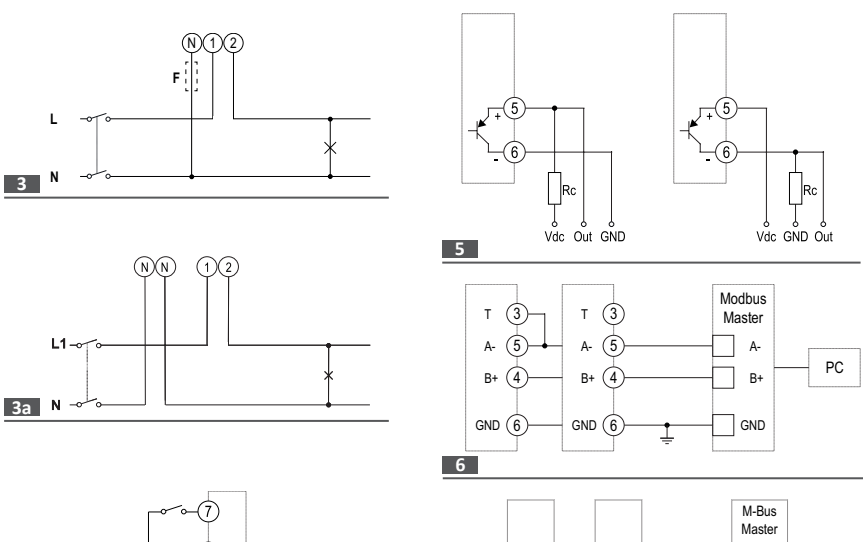 N 1 2
F
L
N
3
N N 1 2
L1
N
3a
7
5 5
+ +
6 6
- -
Rc Rc
Vdc Out GND Vdc GND Out
5
Modbus
Master
T 3 T 3
A- 5 A- 5 A-
B+ 4 B+ 4 B+
PC
GND 6 GND 6 GND
6
M-Bus
Master